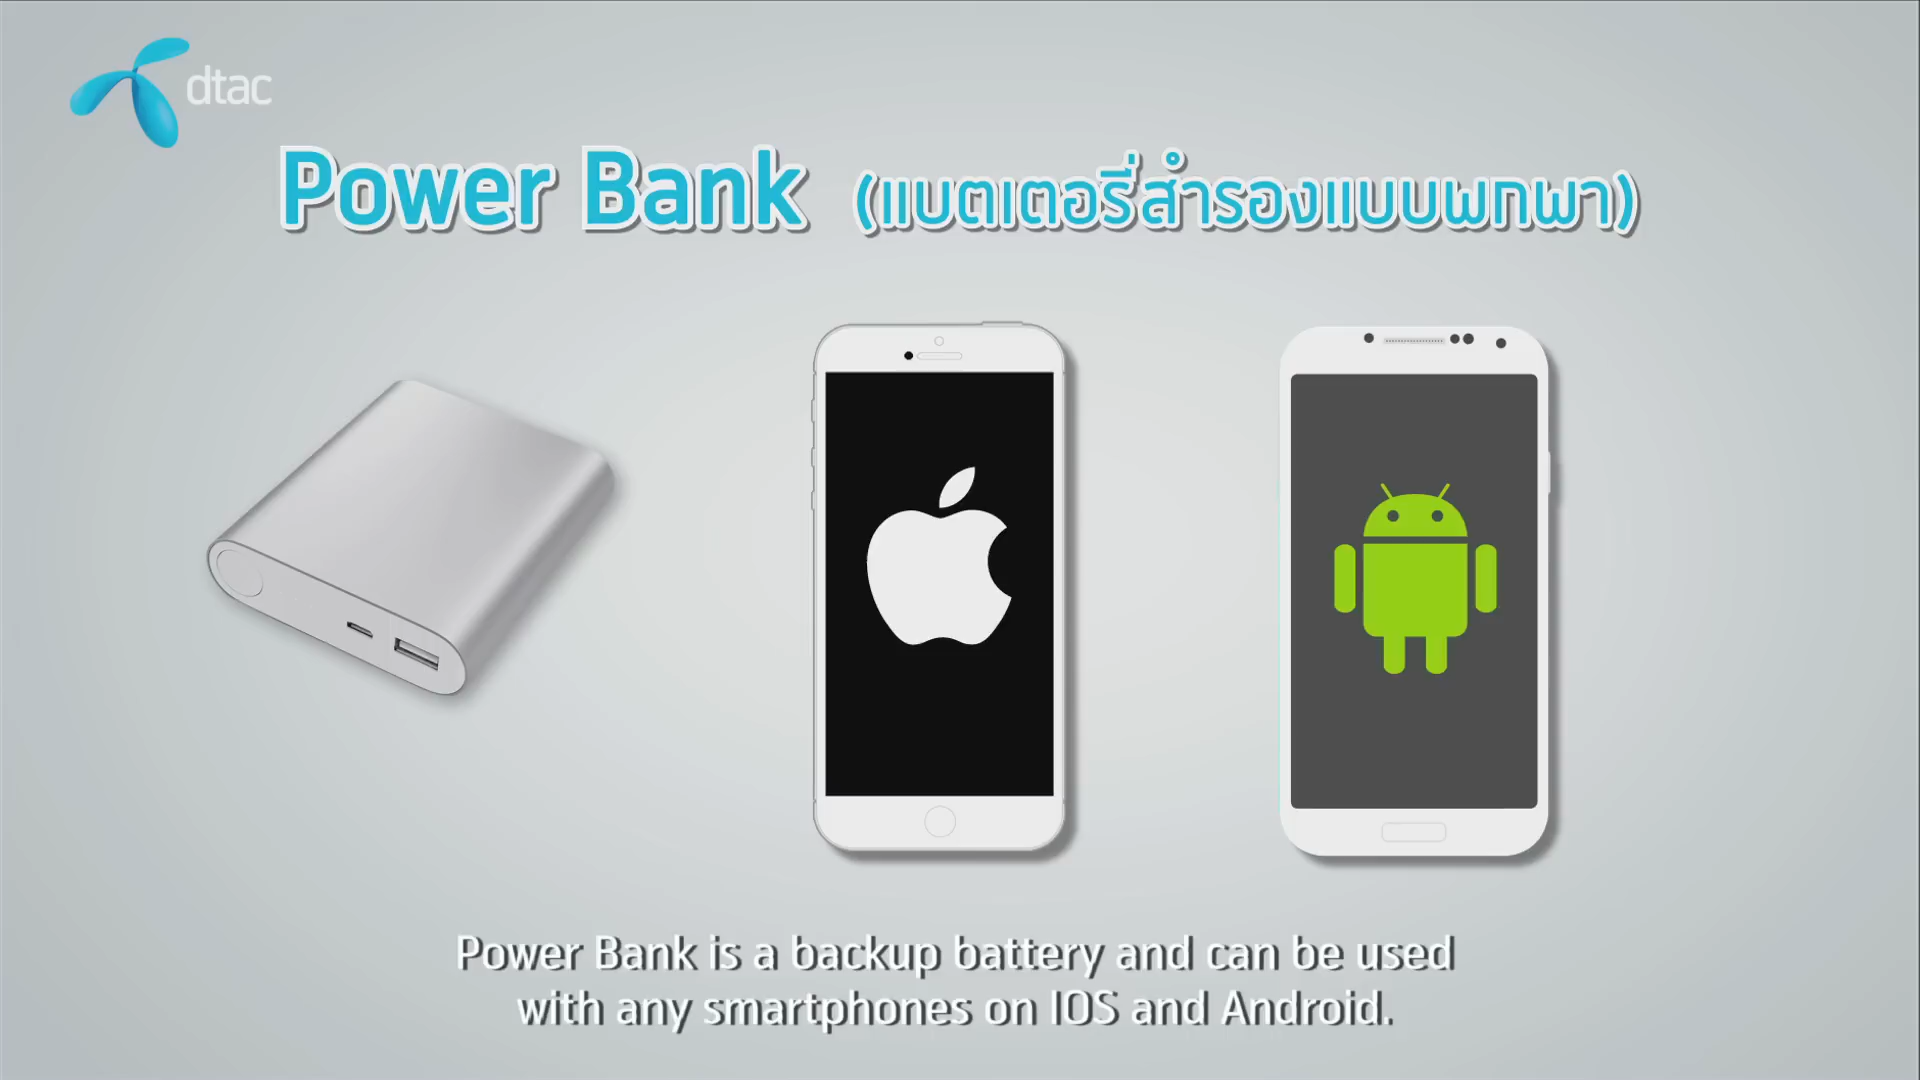 dtac
Power Bank (แบตเตอรี่สำรองแบบพกพา)
Power Bank is a backup battery and can be used
with any smartphones on IOS and Android.